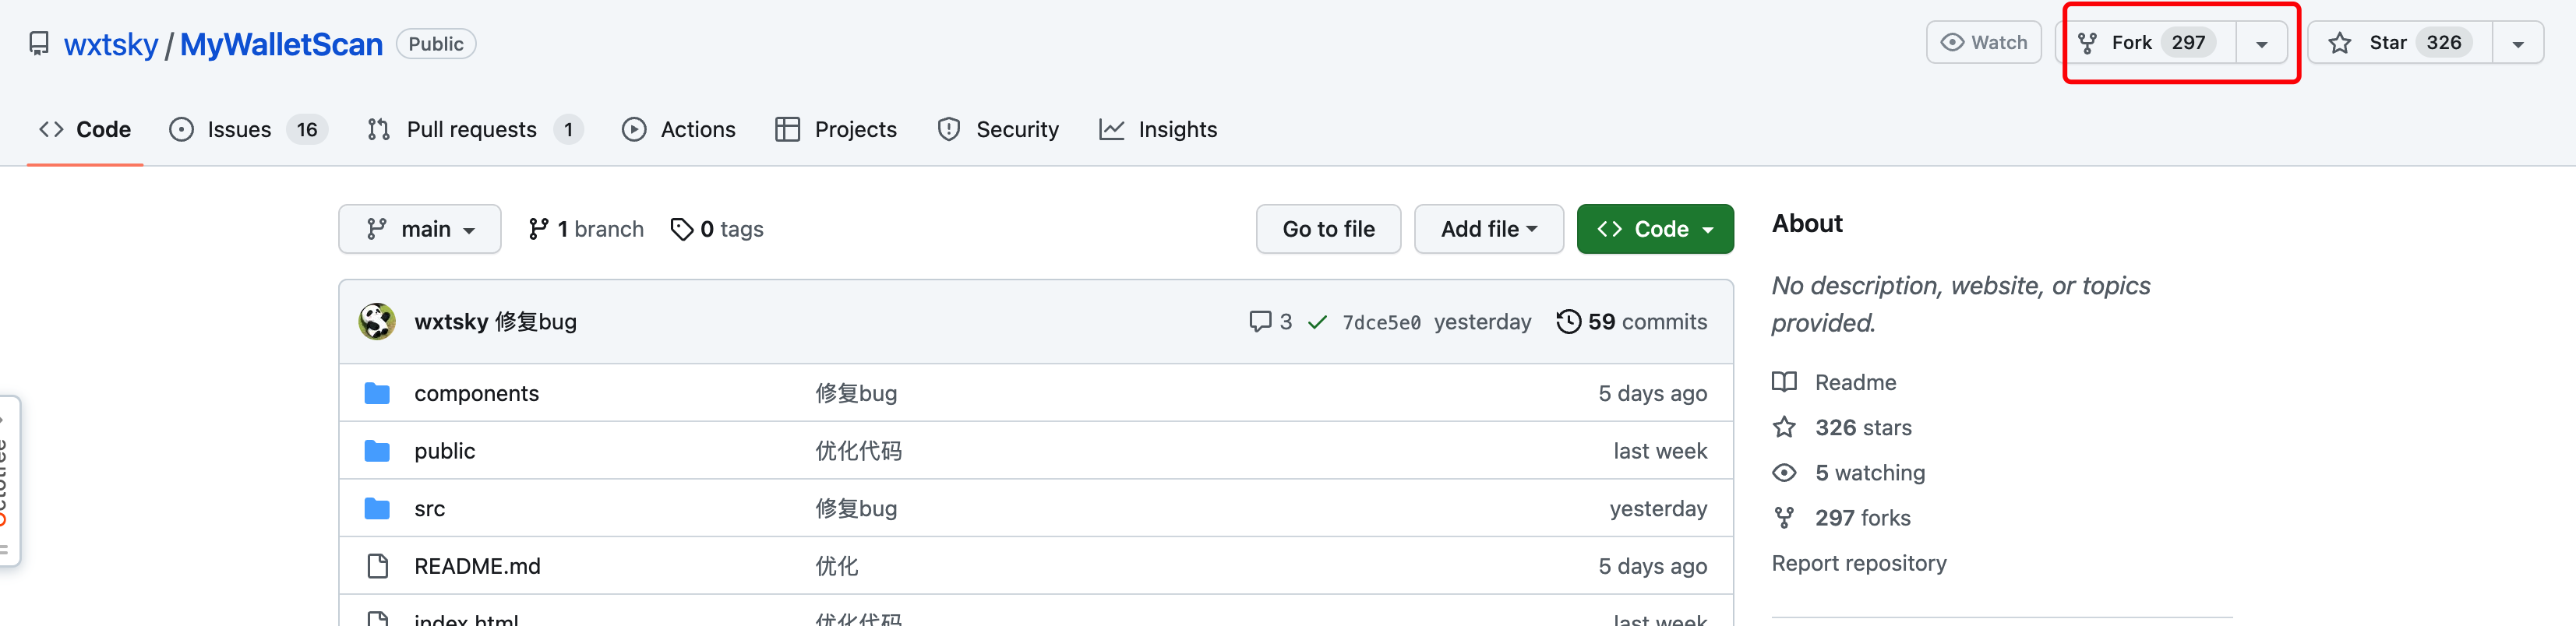 wxtsky / MyWalletScan Public Watch Fork 297 Star 326
Code Issues 16 Pull requests 1 Actions Projects Security Insights
main 1 branch 0 tags Go to file Add file Code
wxtsky 修复bug 3 7dce5e0 yesterday 59 commits
components 修复bug 5 days ago
public 优化代码 last week
src 修复bug yesterday
README.md 优化 5 days ago
index.html 优化代码 last week
About
No description, website, or topics
provided.
Readme
326 stars
5 watching
297 forks
Report repository
Octotree